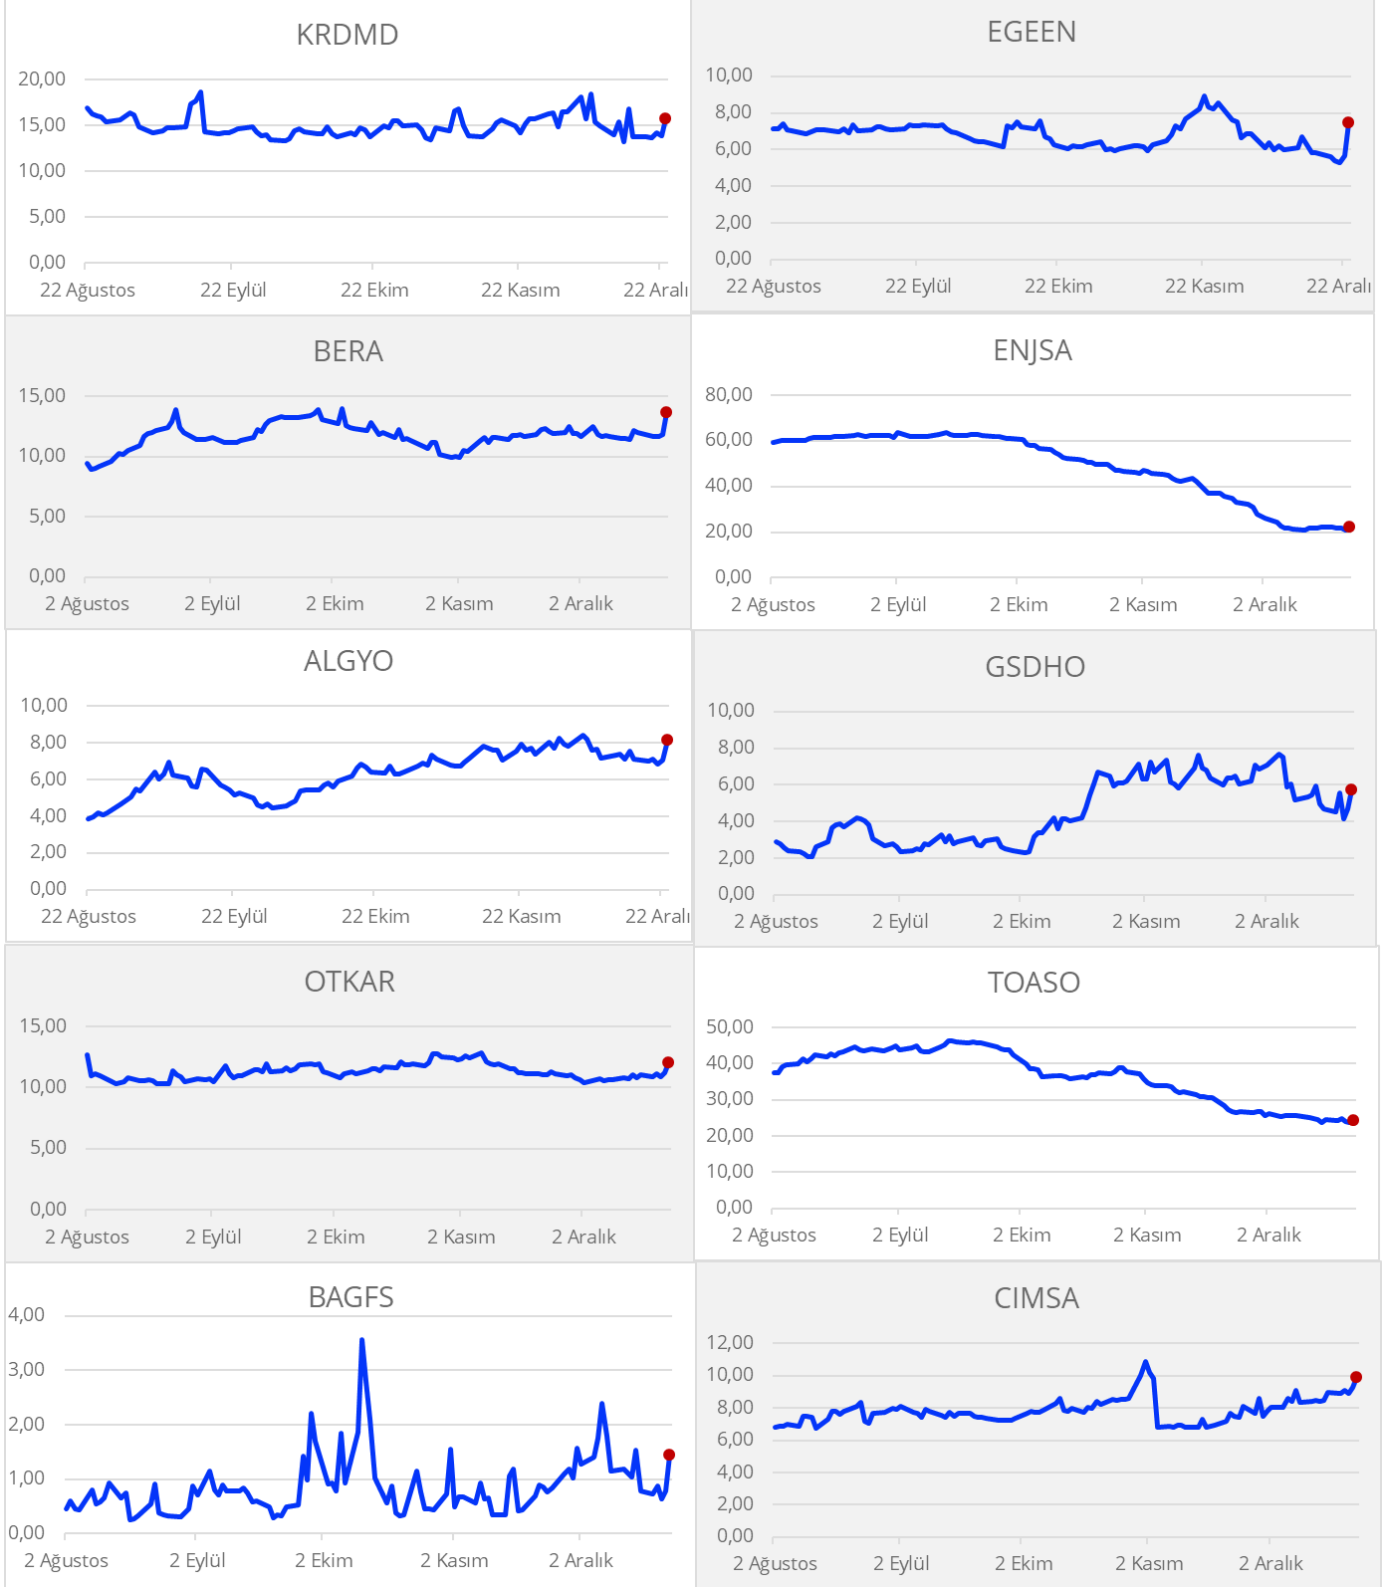 KRDMD
20,00
15,00
10,00
5,00
0,00
22 Ağustos 22 Eylül 22 Ekim 22 Kasım 22 Aralı
EGEEN
10,00
8,00
6,00
4,00
2,00
0,00
22 Ağustos 22 Eylül 22 Ekim 22 Kasım 22 Aralı
BERA
15,00
10,00
5,00
0,00
2 Ağustos 2 Eylül 2 Ekim 2 Kasım 2 Aralık
ENJSA
80,00
60,00
40,00
20,00
0,00
2 Ağustos 2 Eylül 2 Ekim 2 Kasım 2 Aralık
ALGYO
10,00
8,00
6,00
4,00
2,00
0,00
22 Ağustos 22 Eylül 22 Ekim 22 Kasım 22 Aralı
GSDHO
10,00
8,00
6,00
4,00
2,00
0,00
2 Ağustos 2 Eylül 2 Ekim 2 Kasım 2 Aralık
OTKAR
15,00
10,00
5,00
0,00
2 Ağustos 2 Eylül 2 Ekim 2 Kasım 2 Aralık
TOASO
50,00
40,00
30,00
20,00
10,00
0,00
2 Ağustos 2 Eylül 2 Ekim 2 Kasım 2 Aralık
BAGFS
4,00
3,00
2,00
1,00
0,00
2 Ağustos 2 Eylül 2 Ekim 2 Kasım 2 Aralık
CIMSA
12,00
10,00
8,00
6,00
4,00
2,00
0,00
2 Ağustos 2 Eylül 2 Ekim 2 Kasım 2 Aralık